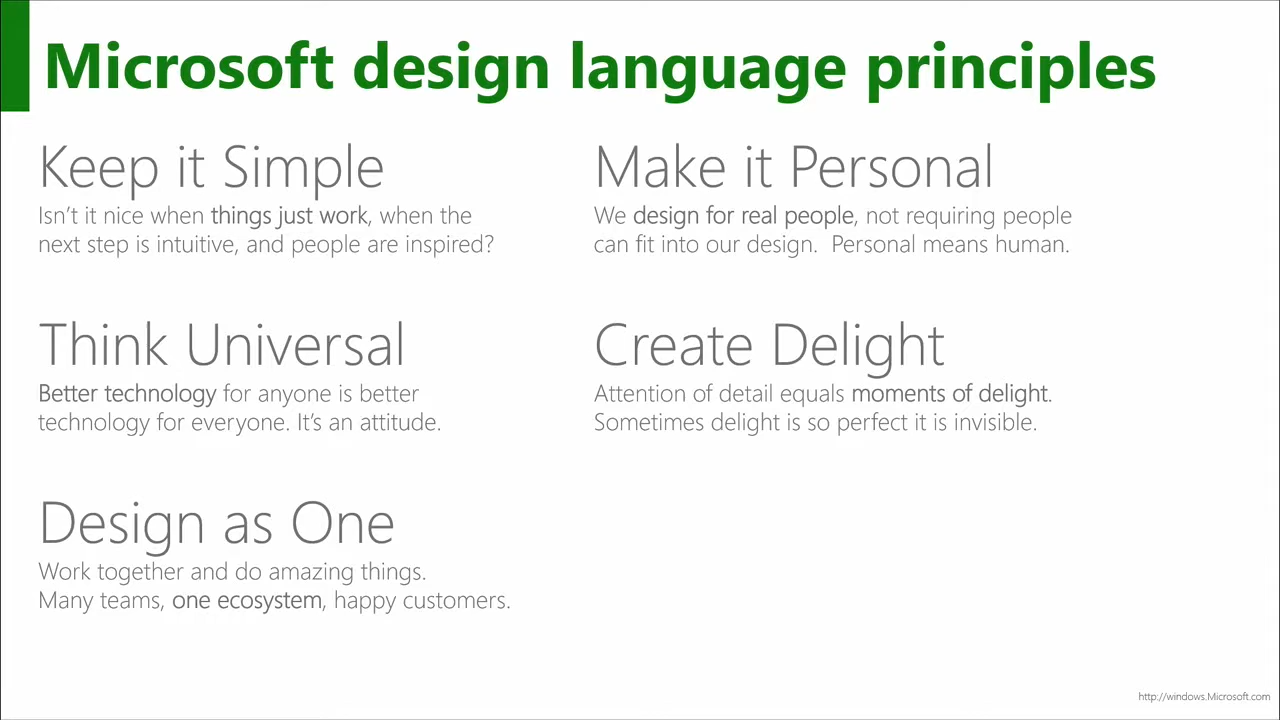 Microsoft design language principles
Keep it Simple
Isn't it nice when things just work, when the
next step is intuitive, and people are inspired?
Make it Personal
We design for real people, not requiring people
can fit into our design.  Personal means human.
Think Universal
Better technology for anyone is better
technology for everyone. It's an attitude.
Create Delight
Attention of detail equals moments of delight.
Sometimes delight is so perfect it is invisible.
Design as One
Work together and do amazing things.
Many teams, one ecosystem, happy customers.
http://windows.Microsoft.com